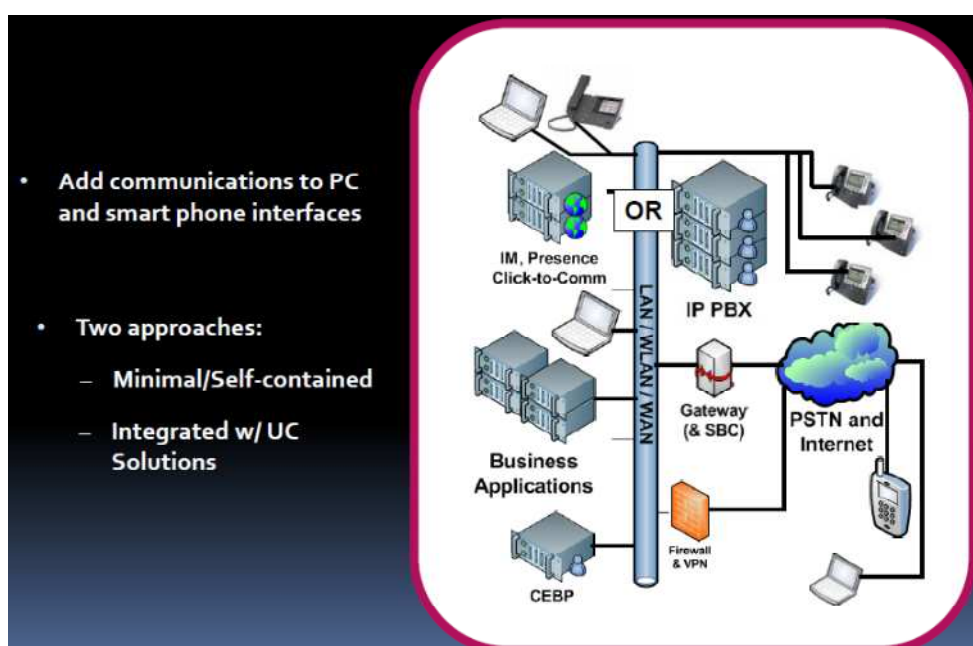 • Add communications to PC
and smart phone interfaces
• Two approaches:
– Minimal/Self-contained
– Integrated w/ UC
Solutions
OR
IM, Presence
Click-to-Comm
IP PBX
LAN / WLAN / WAN
Gateway
(& SBC)
PSTN and
Internet
Business
Applications
Firewall
& VPN
CEBP